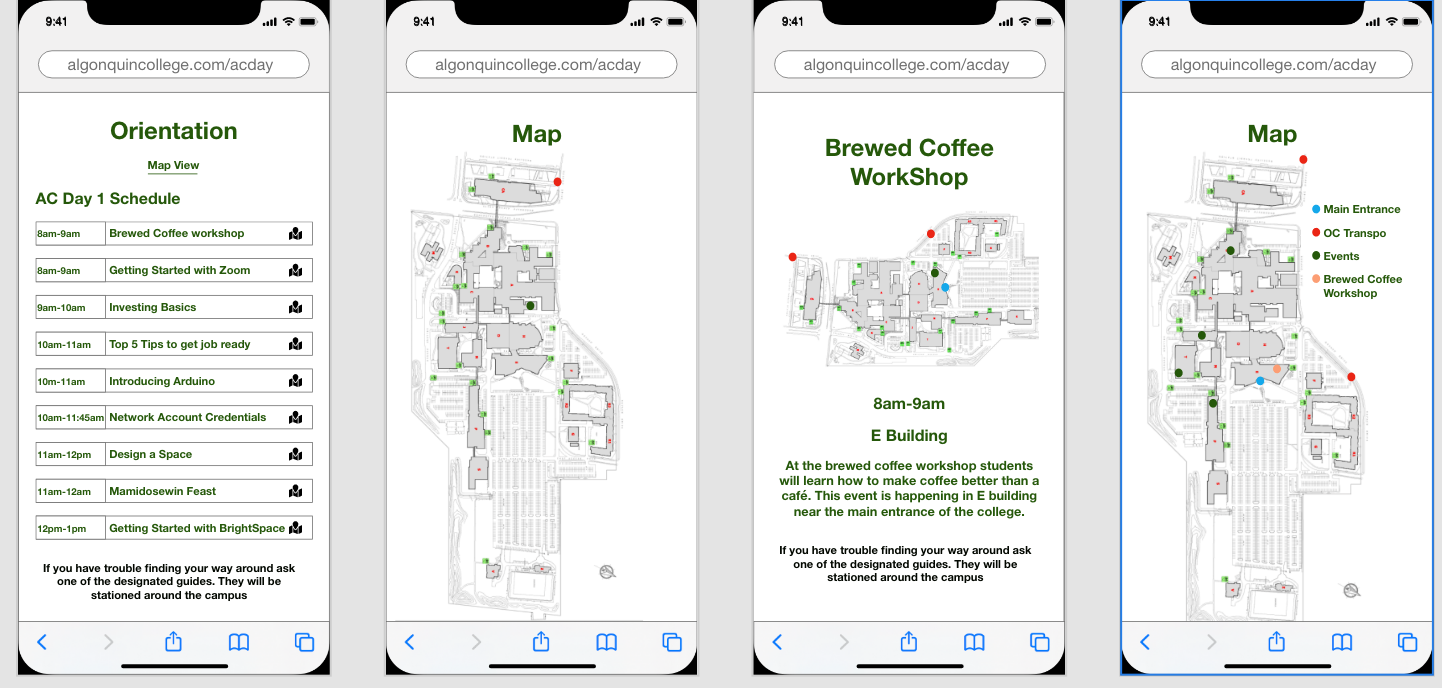 9:41
algonquincollege.com/acday
Orientation
Map View
AC Day 1 Schedule
8am-9am Brewed Coffee workshop
8am-9am Getting Started with Zoom
9am-10am Investing Basics
10am-11am Top 5 Tips to get job ready
10m-11am Introducing Arduino
10am-11:45am Network Account Credentials
11am-12pm Design a Space
11am-12am Mamidosewin Feast
12pm-1pm Getting Started with BrightSpace
If you have trouble finding your way around ask
one of the designated guides. They will be
stationed around the campus
9:41
algonquincollege.com/acday
Map
9:41
algonquincollege.com/acday
Brewed Coffee
WorkShop
8am-9am
E Building
At the brewed coffee workshop students
will learn how to make coffee better than a
café. This event is happening in E building
near the main entrance of the college.
If you have trouble finding your way around ask
one of the designated guides. They will be
stationed around the campus
9:41
algonquincollege.com/acday
Map
Main Entrance
OC Transpo
Events
Brewed Coffee
Workshop